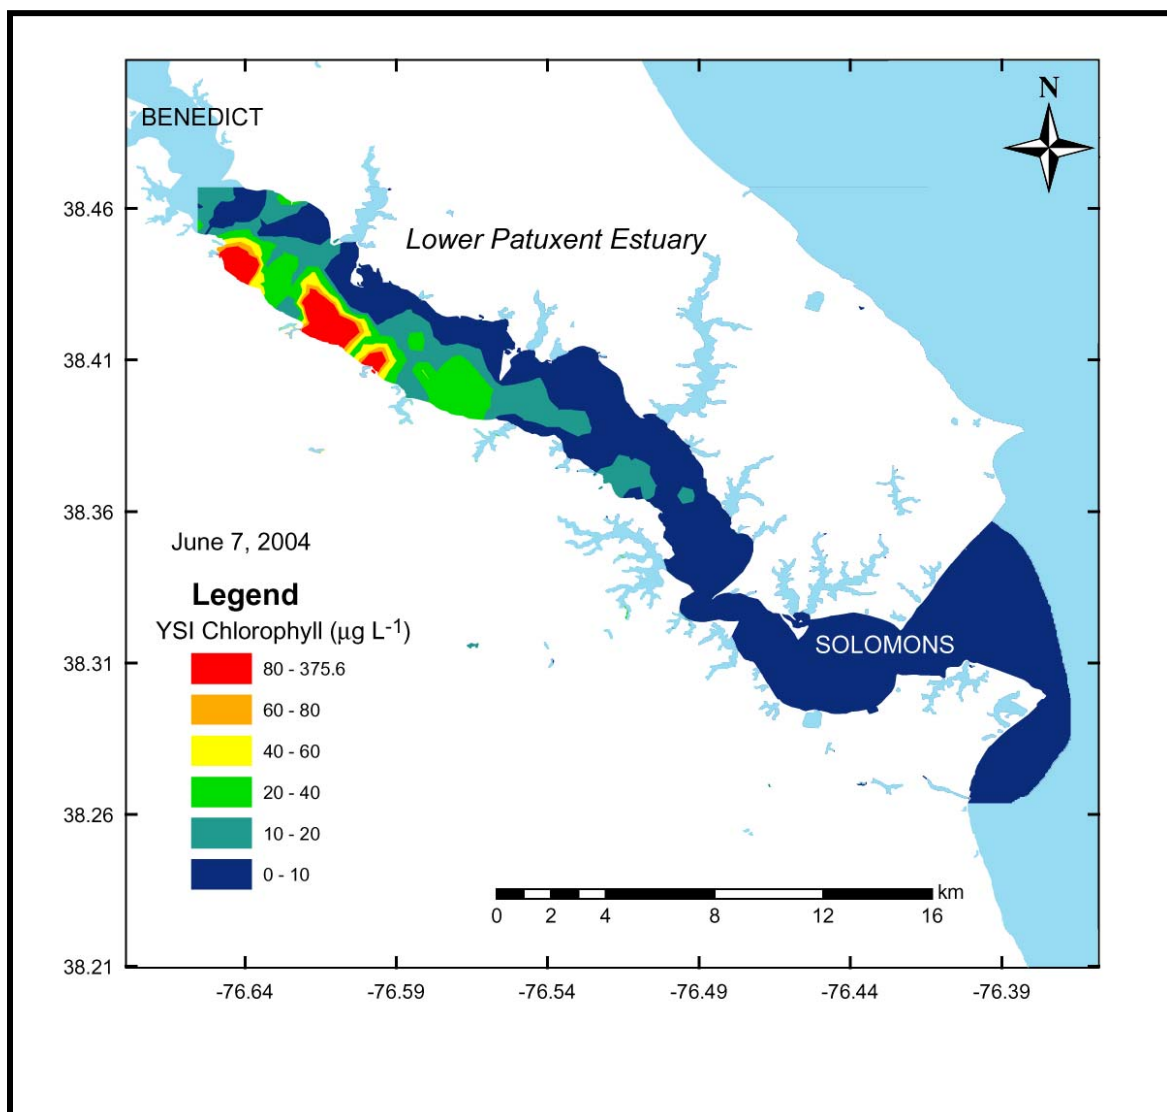 N
BENEDICT
Lower Patuxent Estuary
38.46
38.41
38.36
38.31
38.26
38.21
June 7, 2004
Legend
YSI Chlorophyll (µg L-1)
80 - 375.6
60 - 80
40 - 60
20 - 40
10 - 20
0 - 10
SOLOMONS
km
0 2 4 8 12 16
-76.64 -76.59 -76.54 -76.49 -76.44 -76.39